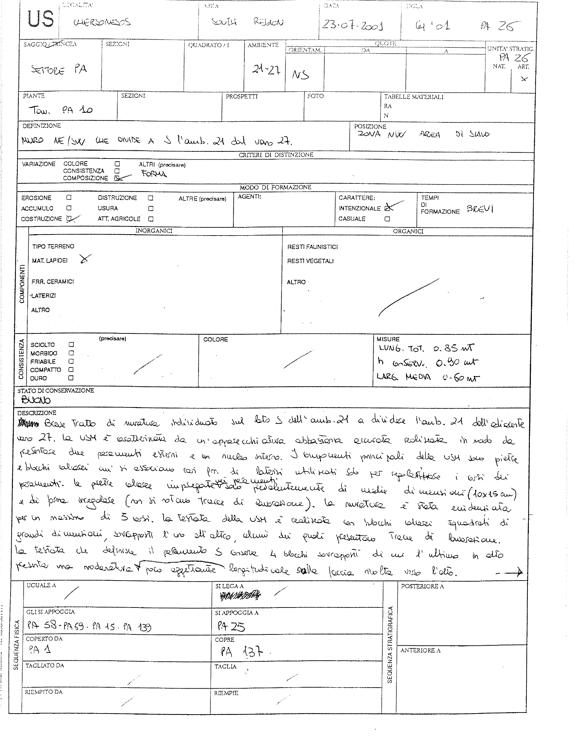 US LOCALITA' CHERSONESOS AREA SOUTH REGION DATA 23-07-2001 SIGLA CH '01 PA 26
SAGGIO/TRINCEA SETTORE PA SEZIONI QUADRATO/I AMBIENTE 21-27 ORIENTAM. NS QUOTE DA A UNITA' STRATIG. PA 26 NAT. ART. x
PIANTE Tav. PA 10 SEZIONI PROSPETTI FOTO TABELLE MATERIALI
RA
N
DEFINIZIONE POSIZIONE
MURO NE/SW CHE DIVIDE A S l'amb. 21 dal vano 27. ZONA NW AREA DI SCAVO
CRITERI DI DISTINZIONE
VARIAZIONE COLORE ALTRI (precisare)
CONSISTENZA FORMA
COMPOSIZIONE
MODO DI FORMAZIONE
EROSIONE DISTRUZIONE ALTRE (precisare) AGENTI: CARATTERE: TEMPI
ACCUMULO USURA INTENZIONALE DI
COSTRUZIONE ATT. AGRICOLE CASUALE FORMAZIONE BREVI
COMPONENTI
INORGANICI ORGANICI
TIPO TERRENO RESTI FAUNISTICI
MAT. LAPIDEI X RESTI VEGETALI
FRR. CERAMICI ALTRO
LATERIZI
ALTRO
CONSISTENZA
(precisare) COLORE MISURE
SCIOLTO LUNG. TOT. 0.85 mt
MORBIDO h conserv. 0.90 mt
FRIABILE LARG. MEDIA 0.60 mt
COMPATTO
DURO
STATO DI CONSERVAZIONE
BUONO
DESCRIZIONE
Breve tratto di muratura individuato sul lato S dell'amb. 21 a dividere l'amb. 21 dall'adiacente
vano 27. La USM è caratterizzata da un'apparecchiatura abbastanza accurata realizzata in modo da
presentare due paramenti esterni e un nucleo interno. I componenti principali della USM sono pietre
e blocchi calcarei cui si associano rari fr. di laterizi utilizzati solo per regolarizzare i corsi dei
paramenti. Le pietre calcaree impiegate nei paramenti sono prevalentemente di medie dimensioni (10x15 cm)
e di forma irregolare (non si notano tracce di lavorazione). La muratura è stata evidenziata
per un massimo di 5 corsi. La testata della USM è realizzata con blocchi calcarei squadrati di
grandi dimensioni, sovrapposti l'uno all'altro, alcuni dei quali presentano tracce di lavorazione.
La testata che definisce il paramento S conserva 4 blocchi sovrapposti di cui l'ultimo in alto
presenta una modanatura poco aggettante longitudinale sulla faccia rivolta verso l'alto.
SEQUENZA FISICA
UGUALE A SI LEGA A POSTERIORE A
GLI SI APPOGGIA SI APPOGGIA A
PA 58 - PA 59 - PA 15 - PA 139 PA 25
SEQUENZA STRATIGRAFICA
COPERTO DA COPRE ANTERIORE A
PA 1 PA 137
TAGLIATO DA TAGLIA
RIEMPITO DA RIEMPIE